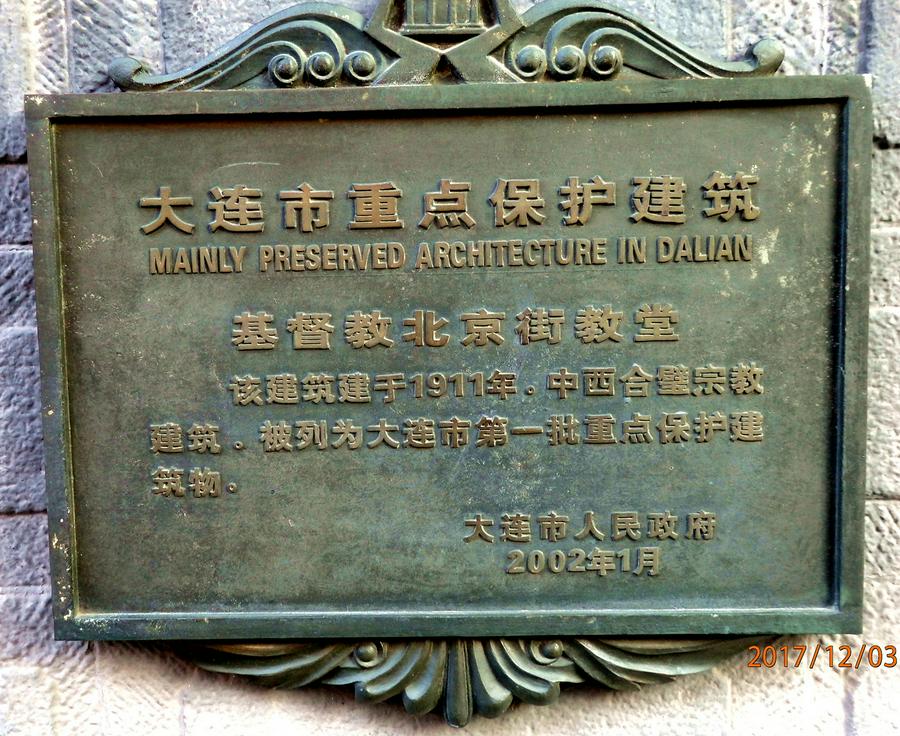 大连市重点保护建筑
MAINLY PRESERVED ARCHITECTURE IN DALIAN
基督教北京街教堂
该建筑建于1911年.中西合璧宗教
建筑.被列为大连市第一批重点保护建
筑物。
大连市人民政府
2002年1月
2017/12/03